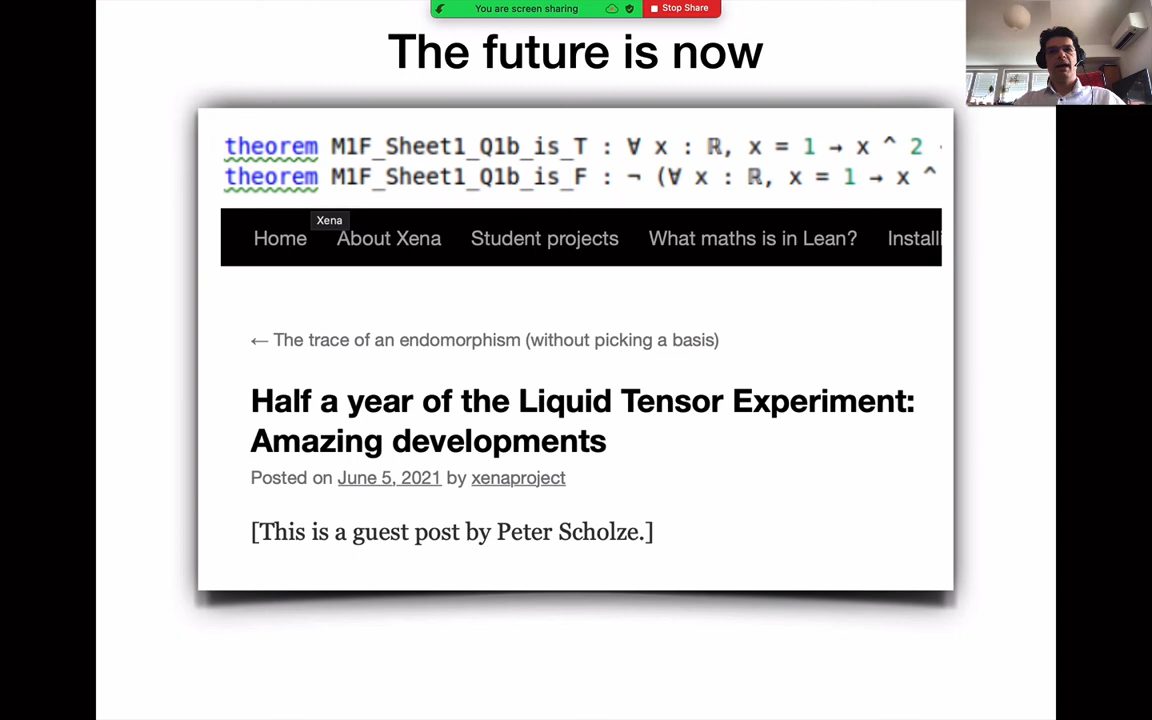 You are screen sharing
Stop Share
The future is now
theorem M1F_Sheet1_Q1b_is_T : ∀ x : ℝ, x = 1 → x ^ 2
theorem M1F_Sheet1_Q1b_is_F : ¬ (∀ x : ℝ, x = 1 → x ^
Xena
Home About Xena Student projects What maths is in Lean? Installi
← The trace of an endomorphism (without picking a basis)
Half a year of the Liquid Tensor Experiment:
Amazing developments
Posted on June 5, 2021 by xenaproject
[This is a guest post by Peter Scholze.]